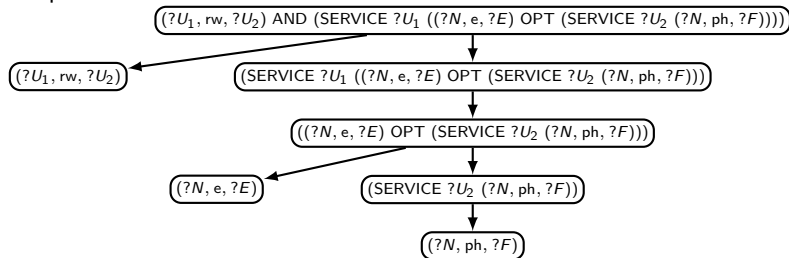 (?U₁, rw, ?U₂) AND (SERVICE ?U₁ ((?N, e, ?E) OPT (SERVICE ?U₂ (?N, ph, ?F))))
(?U₁, rw, ?U₂) (SERVICE ?U₁ ((?N, e, ?E) OPT (SERVICE ?U₂ (?N, ph, ?F)))
((?N, e, ?E) OPT (SERVICE ?U₂ (?N, ph, ?F)))
(?N, e, ?E) (SERVICE ?U₂ (?N, ph, ?F))
(?N, ph, ?F)